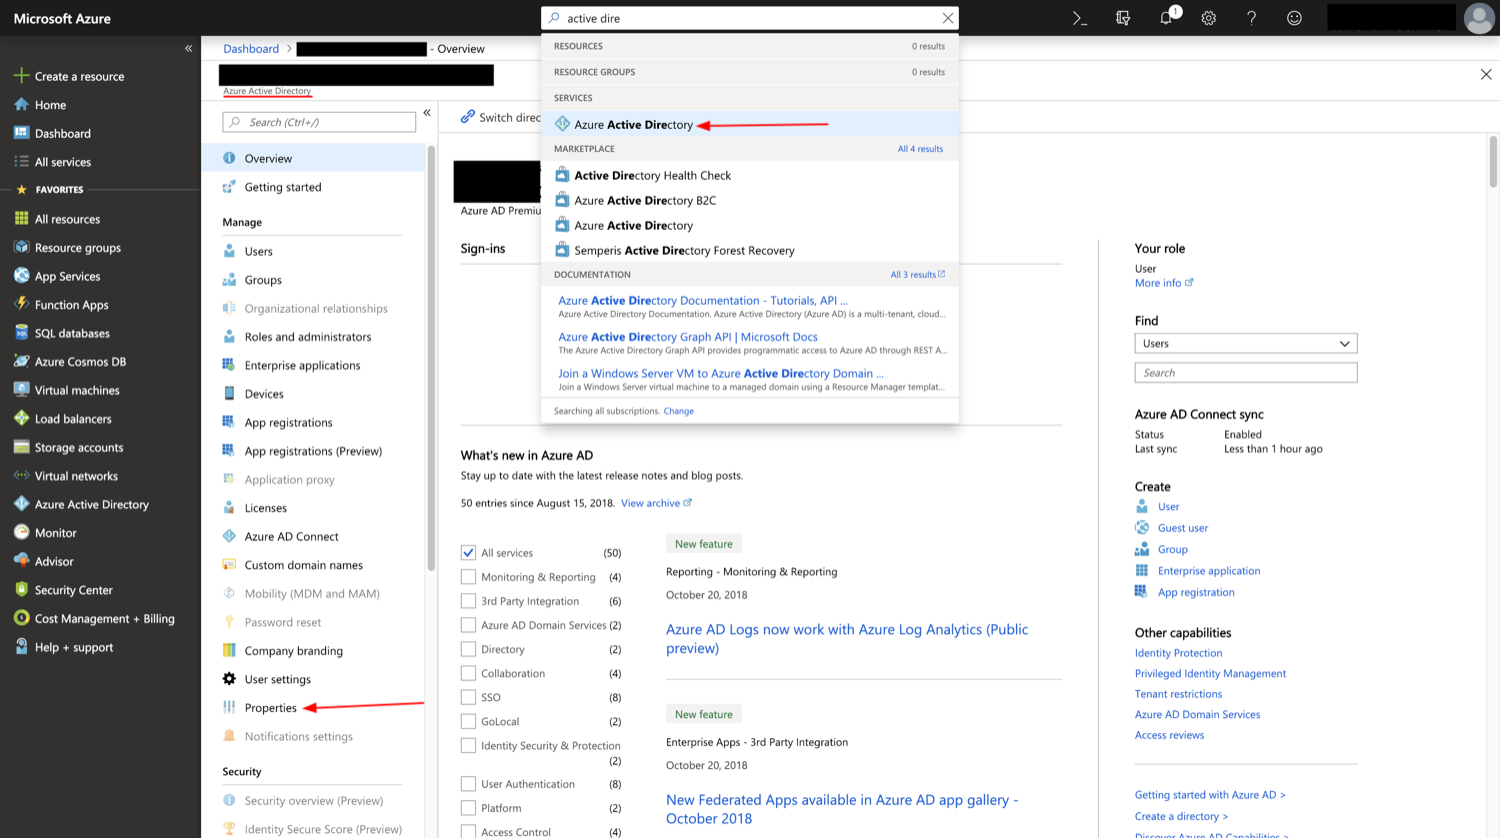 Microsoft Azure
active dire
1
«
Create a resource
Home
Dashboard
All services
FAVORITES
All resources
Resource groups
App Services
Function Apps
SQL databases
Azure Cosmos DB
Virtual machines
Load balancers
Storage accounts
Virtual networks
Azure Active Directory
Monitor
Advisor
Security Center
Cost Management + Billing
Help + support
Dashboard > - Overview
Azure Active Directory
Search (Ctrl+/)
«
Overview
Getting started
Manage
Users
Groups
Organizational relationships
Roles and administrators
Enterprise applications
Devices
App registrations
App registrations (Preview)
Application proxy
Licenses
Azure AD Connect
Custom domain names
Mobility (MDM and MAM)
Password reset
Company branding
User settings
Properties
Notifications settings
Security
Security overview (Preview)
Identity Secure Score (Preview)
RESOURCES 0 results
RESOURCE GROUPS 0 results
SERVICES
Azure Active Directory
MARKETPLACE All 4 results
Active Directory Health Check
Azure Active Directory B2C
Azure Active Directory
Semperis Active Directory Forest Recovery
DOCUMENTATION All 3 results
Azure Active Directory Documentation - Tutorials, API ...
Azure Active Directory Documentation. Azure Active Directory (Azure AD) is a multi-tenant, cloud...
Azure Active Directory Graph API | Microsoft Docs
The Azure Active Directory Graph API provides programmatic access to Azure AD through REST A...
Join a Windows Server VM to Azure Active Directory Domain ...
Join a Windows Server virtual machine to a managed domain using a Resource Manager templat...
Searching all subscriptions. Change
Switch direc
Azure AD Premiu
Sign-ins
What's new in Azure AD
Stay up to date with the latest release notes and blog posts.
50 entries since August 15, 2018. View archive
All services (50)
Monitoring & Reporting (4)
3rd Party Integration (6)
Azure AD Domain Services (2)
Directory (2)
Collaboration (4)
SSO (8)
GoLocal (2)
Identity Security & Protection
(2)
User Authentication (8)
Platform (2)
Access Control (4)
New feature
Reporting - Monitoring & Reporting
October 20, 2018
Azure AD Logs now work with Azure Log Analytics (Public
preview)
New feature
Enterprise Apps - 3rd Party Integration
October 20, 2018
New Federated Apps available in Azure AD app gallery -
October 2018
Your role
User
More info
Find
Users
Search
Azure AD Connect sync
Status Enabled
Last sync Less than 1 hour ago
Create
User
Guest user
Group
Enterprise application
App registration
Other capabilities
Identity Protection
Privileged Identity Management
Tenant restrictions
Azure AD Domain Services
Access reviews
Getting started with Azure AD >
Create a directory >
Discover Azure AD Capabilities >